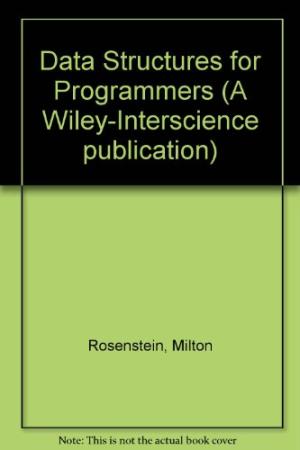 Data Structures for
Programmers (A
Wiley-Interscience
publication)
Rosenstein, Milton
Note: This is not the actual book cover